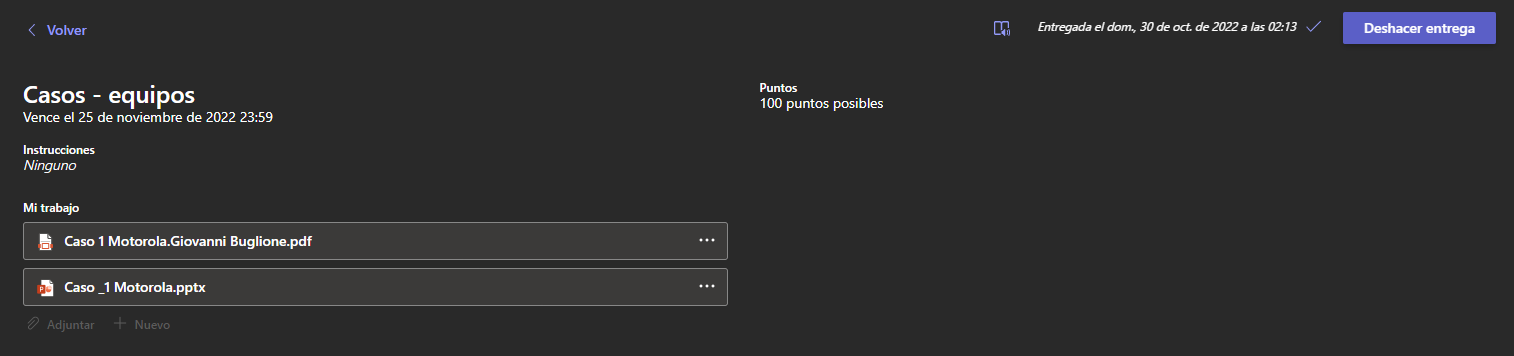 Volver
Entregada el dom., 30 de oct. de 2022 a las 02:13
Deshacer entrega
Casos - equipos
Vence el 25 de noviembre de 2022 23:59
Puntos
100 puntos posibles
Instrucciones
Ninguno
Mi trabajo
Caso 1 Motorola.Giovanni Buglione.pdf
Caso _1 Motorola.pptx
Adjuntar
Nuevo